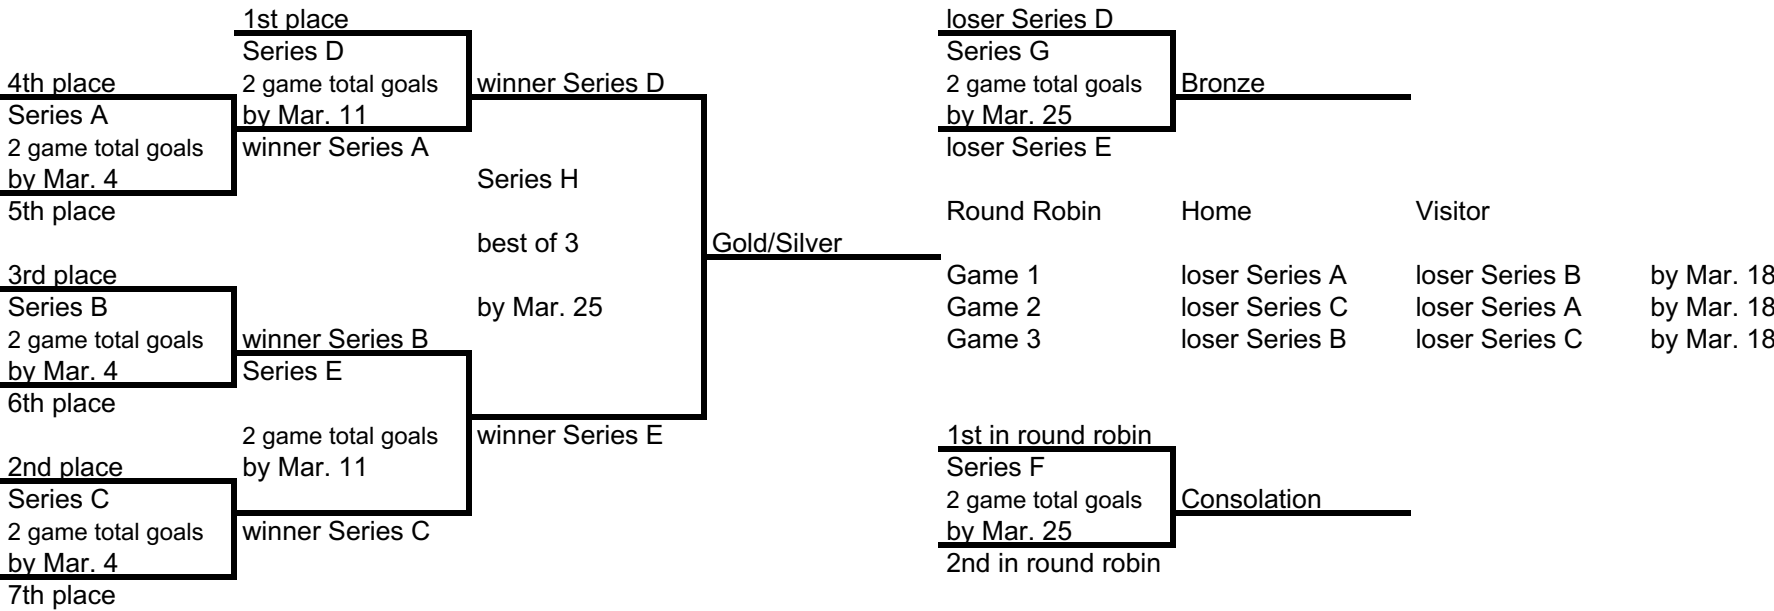 1st place
Series D
2 game total goals
by Mar. 11
winner Series A
4th place
Series A
2 game total goals
by Mar. 4
5th place
winner Series D
Series H
best of 3
by Mar. 25
Gold/Silver
3rd place
Series B
2 game total goals
by Mar. 4
6th place
winner Series B
Series E
2 game total goals
by Mar. 11
winner Series C
winner Series E
2nd place
Series C
2 game total goals
by Mar. 4
7th place
loser Series D
Series G
2 game total goals
by Mar. 25
loser Series E
Bronze
Round Robin Home Visitor
Game 1 loser Series A loser Series B by Mar. 18
Game 2 loser Series C loser Series A by Mar. 18
Game 3 loser Series B loser Series C by Mar. 18
1st in round robin
Series F
2 game total goals
by Mar. 25
2nd in round robin
Consolation